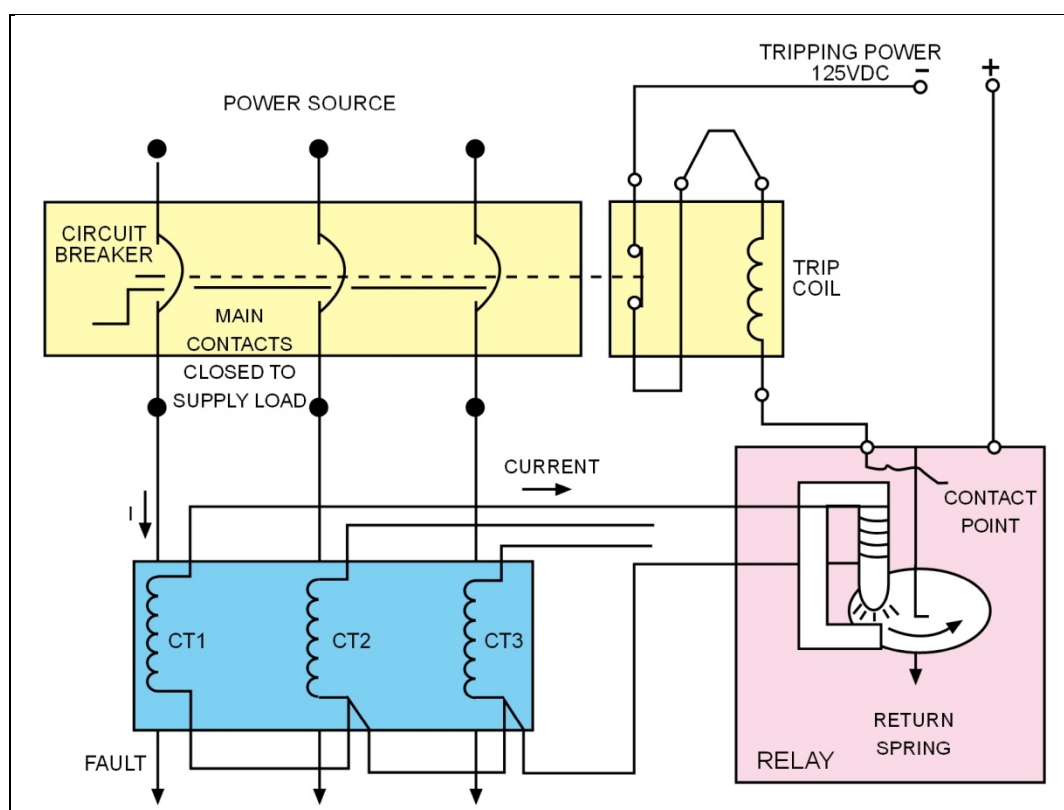 TRIPPING POWER
125VDC
-
+
POWER SOURCE
CIRCUIT
BREAKER
TRIP
COIL
MAIN
CONTACTS
CLOSED TO
SUPPLY LOAD
CURRENT
CONTACT
POINT
I
CT1
CT2
CT3
RETURN
SPRING
FAULT
RELAY